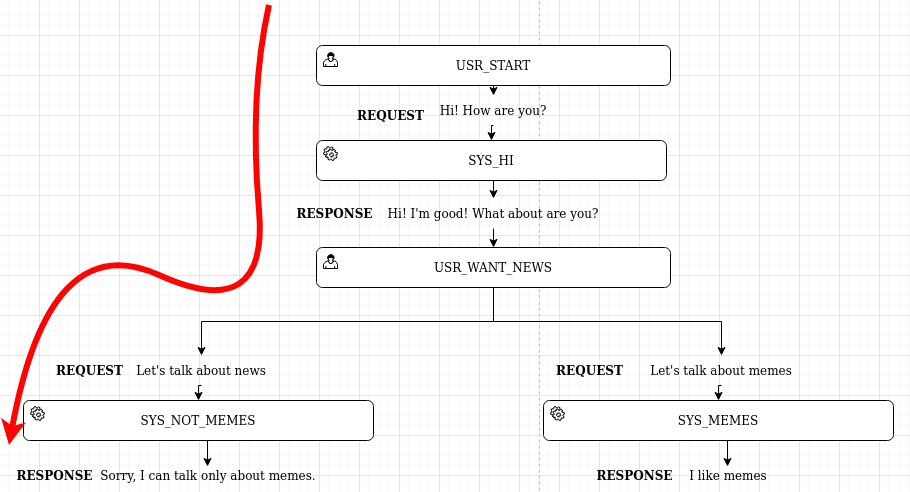 USR_START
REQUEST Hi! How are you?
SYS_HI
RESPONSE Hi! I'm good! What about are you?
USR_WANT_NEWS
REQUEST Let's talk about news
REQUEST Let's talk about memes
SYS_NOT_MEMES
SYS_MEMES
RESPONSE Sorry, I can talk only about memes.
RESPONSE I like memes